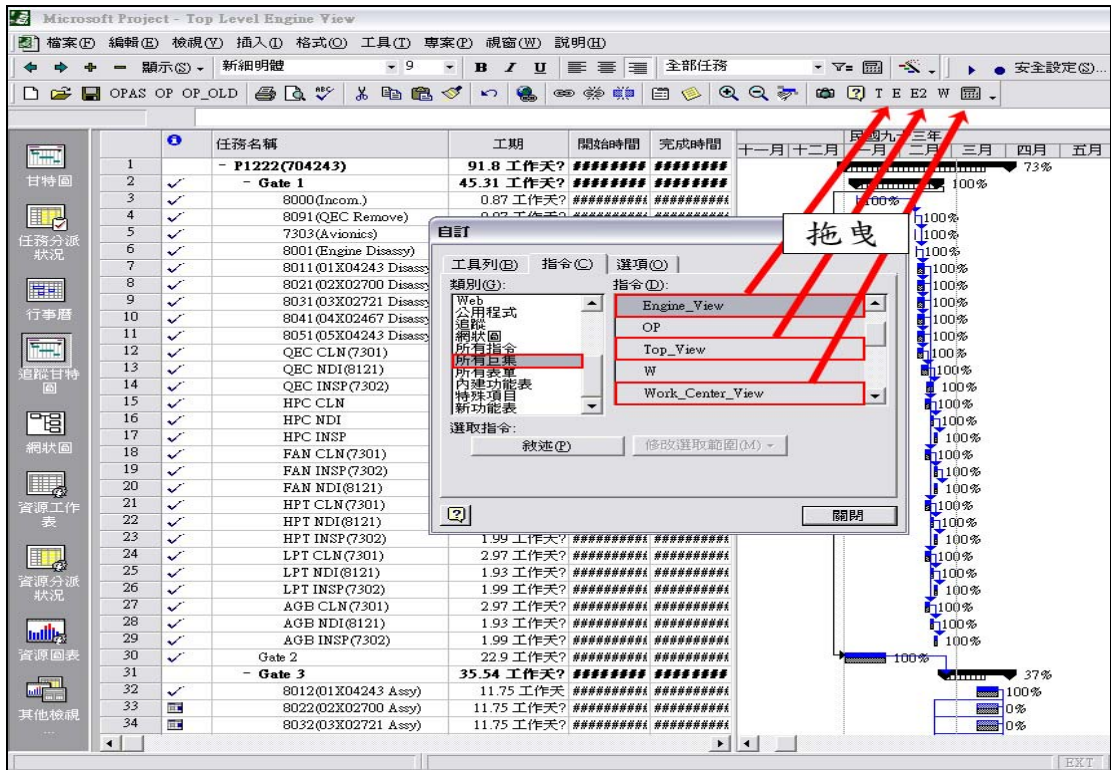 Microsoft Project - Top Level Engine View
檔案(F) 編輯(E) 檢視(V) 插入(I) 格式(O) 工具(T) 專案(P) 視窗(W) 說明(H)
顯示(S) 新細明體 9 B I U 全部任務 安全設定(S)...
OPAS OP OP_OLD T E E2 W
任務名稱 工期 開始時間 完成時間 民國九十三年
十一月 十二月 一月 二月 三月 四月 五月
1 - P1222(704243) 91.8 工作天? ######## ######## 73%
2 - Gate 1 45.31 工作天? ######## ######## 100%
3 8000(Incom.) 0.87 工作天? 100%
4 8091(QEC Remove) 100%
5 7303(Avionics) 100%
6 8001(Engine Disassy) 100%
7 8011(01X04243 Disassy 100%
8 8021(02X02700 Disassy 100%
9 8031(03X02721 Disassy 100%
10 8041(04X02467 Disassy 100%
11 8051(05X04243 Disassy 100%
12 QEC CLN(7301) 100%
13 QEC NDI(8121) 100%
14 QEC INSP(7302) 100%
15 HPC CLN 100%
16 HPC NDI 100%
17 HPC INSP 100%
18 FAN CLN(7301) 100%
19 FAN INSP(7302) 100%
20 FAN NDI(8121) 100%
21 HPT CLN(7301) 100%
22 HPT NDI(8121) 100%
23 HPT INSP(7302) 1.99 工作天? 100%
24 LPT CLN(7301) 2.97 工作天? 100%
25 LPT NDI(8121) 1.93 工作天? 100%
26 LPT INSP(7302) 1.99 工作天? 100%
27 AGB CLN(7301) 2.97 工作天? 100%
28 AGB NDI(8121) 1.93 工作天? 100%
29 AGB INSP(7302) 1.99 工作天? 100%
30 Gate 2 22.9 工作天? 100%
31 - Gate 3 35.54 工作天? ######## ######## 37%
32 8012(01X04243 Assy) 11.75 工作天 100%
33 8022(02X02700 Assy) 11.75 工作天? 0%
34 8032(03X02721 Assy) 11.75 工作天? 0%
甘特圖
任務分派
狀況
行事曆
追蹤甘特
圖
網狀圖
資源工作
表
資源分派
狀況
資源圖表
其他檢視
...
拖曳
自訂
工具列(B) 指令(C) 選項(O)
類別(G): 指令(D):
Web
公用程式
追蹤
網狀圖
所有指令
所有巨集
所有表單
內建功能表
特殊項目
新功能表
Engine_View
OP
Top_View
W
Work_Center_View
選取指令:
敘述(P) 修改選取範圍(M)
關閉
EXT